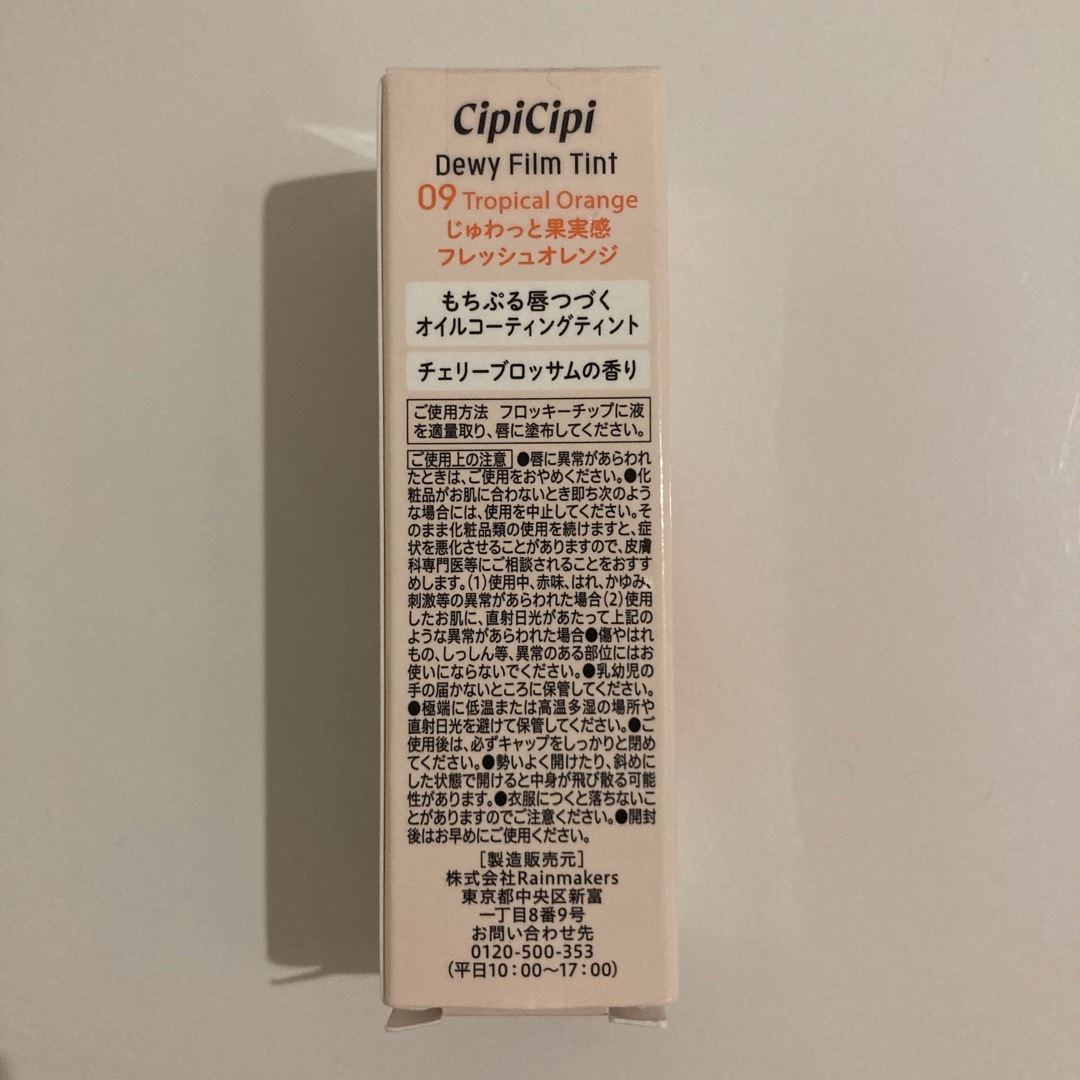 CipiCipi
Dewy Film Tint
09 Tropical Orange
じゅわっと果実感
フレッシュオレンジ
もちぷる唇つづく
オイルコーティングティント
チェリーブロッサムの香り
ご使用方法 フロッキーチップに液
を適量取り、唇に塗布してください。
ご使用上の注意 ●唇に異常があらわれ
たときは、ご使用をおやめください。●化
粧品がお肌に合わないとき即ち次のよう
な場合には、使用を中止してください。そ
のまま化粧品類の使用を続けますと、症
状を悪化させることがありますので、皮膚
科専門医等にご相談されることをおすす
めします。(1)使用中、赤味、はれ、かゆみ、
刺激等の異常があらわれた場合(2)使用
したお肌に、直射日光があたって上記の
ような異常があらわれた場合●傷やはれ
もの、しっしん等、異常のある部位にはお
使いにならないでください。●乳幼児の
手の届かないところに保管してください。
●極端に低温または高温多湿の場所や
直射日光を避けて保管してください。●ご
使用後は、必ずキャップをしっかりと閉め
てください。●勢いよく開けたり、斜めに
した状態で開けると中身が飛び散る可能
性があります。●衣服につくと落ちないこ
とがありますのでご注意ください。●開封
後はお早めにご使用ください。
[製造販売元]
株式会社Rainmakers
東京都中央区新富
一丁目8番9号
お問い合わせ先
0120-500-353
(平日10:00〜17:00)